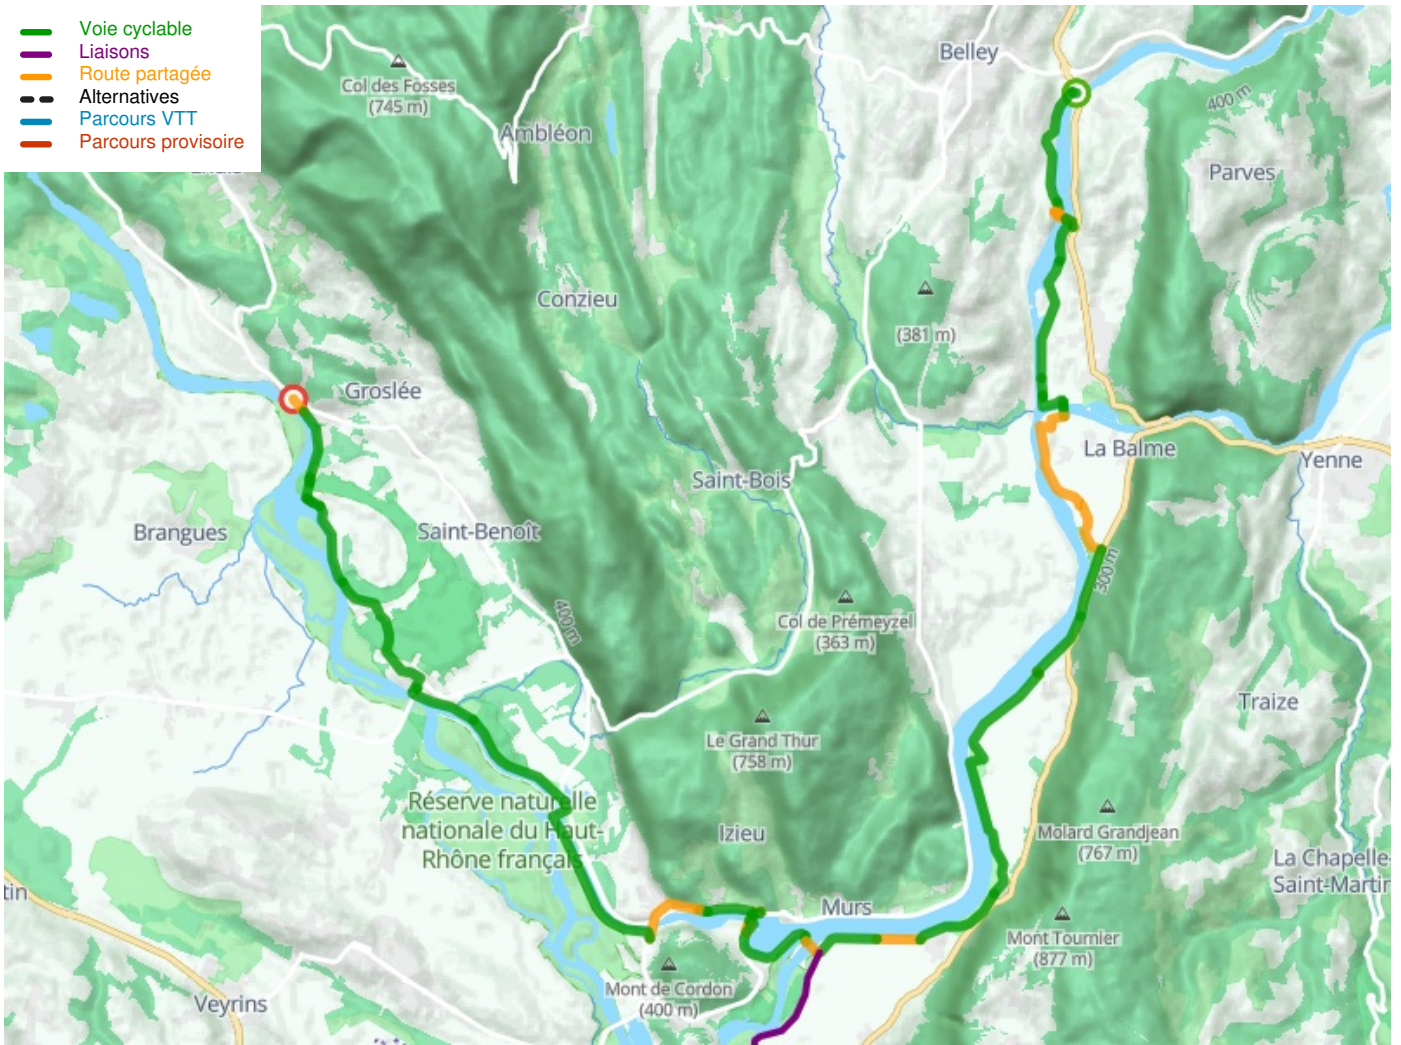 Voie cyclable
Liaisons
Route partagée
Alternatives
Parcours VTT
Parcours provisoire
Belley
Col des Fosses
(745 m)
400 m
Ambléon
Parves
Conzieu
(381 m)
Groslée
La Balme
Yenne
Saint-Bois
Brangues
Saint-Benoît
300 m
400 m
Col de Prémeyzel
(363 m)
Traize
Le Grand Thur
(758 m)
Réserve naturelle
nationale du Haut-
Rhône français
Izieu
Molard Grandjean
(767 m)
La Chapelle-
Saint-Martin
tin
Murs
Mont Tournier
(877 m)
Mont de Cordon
(400 m)
Veyrins